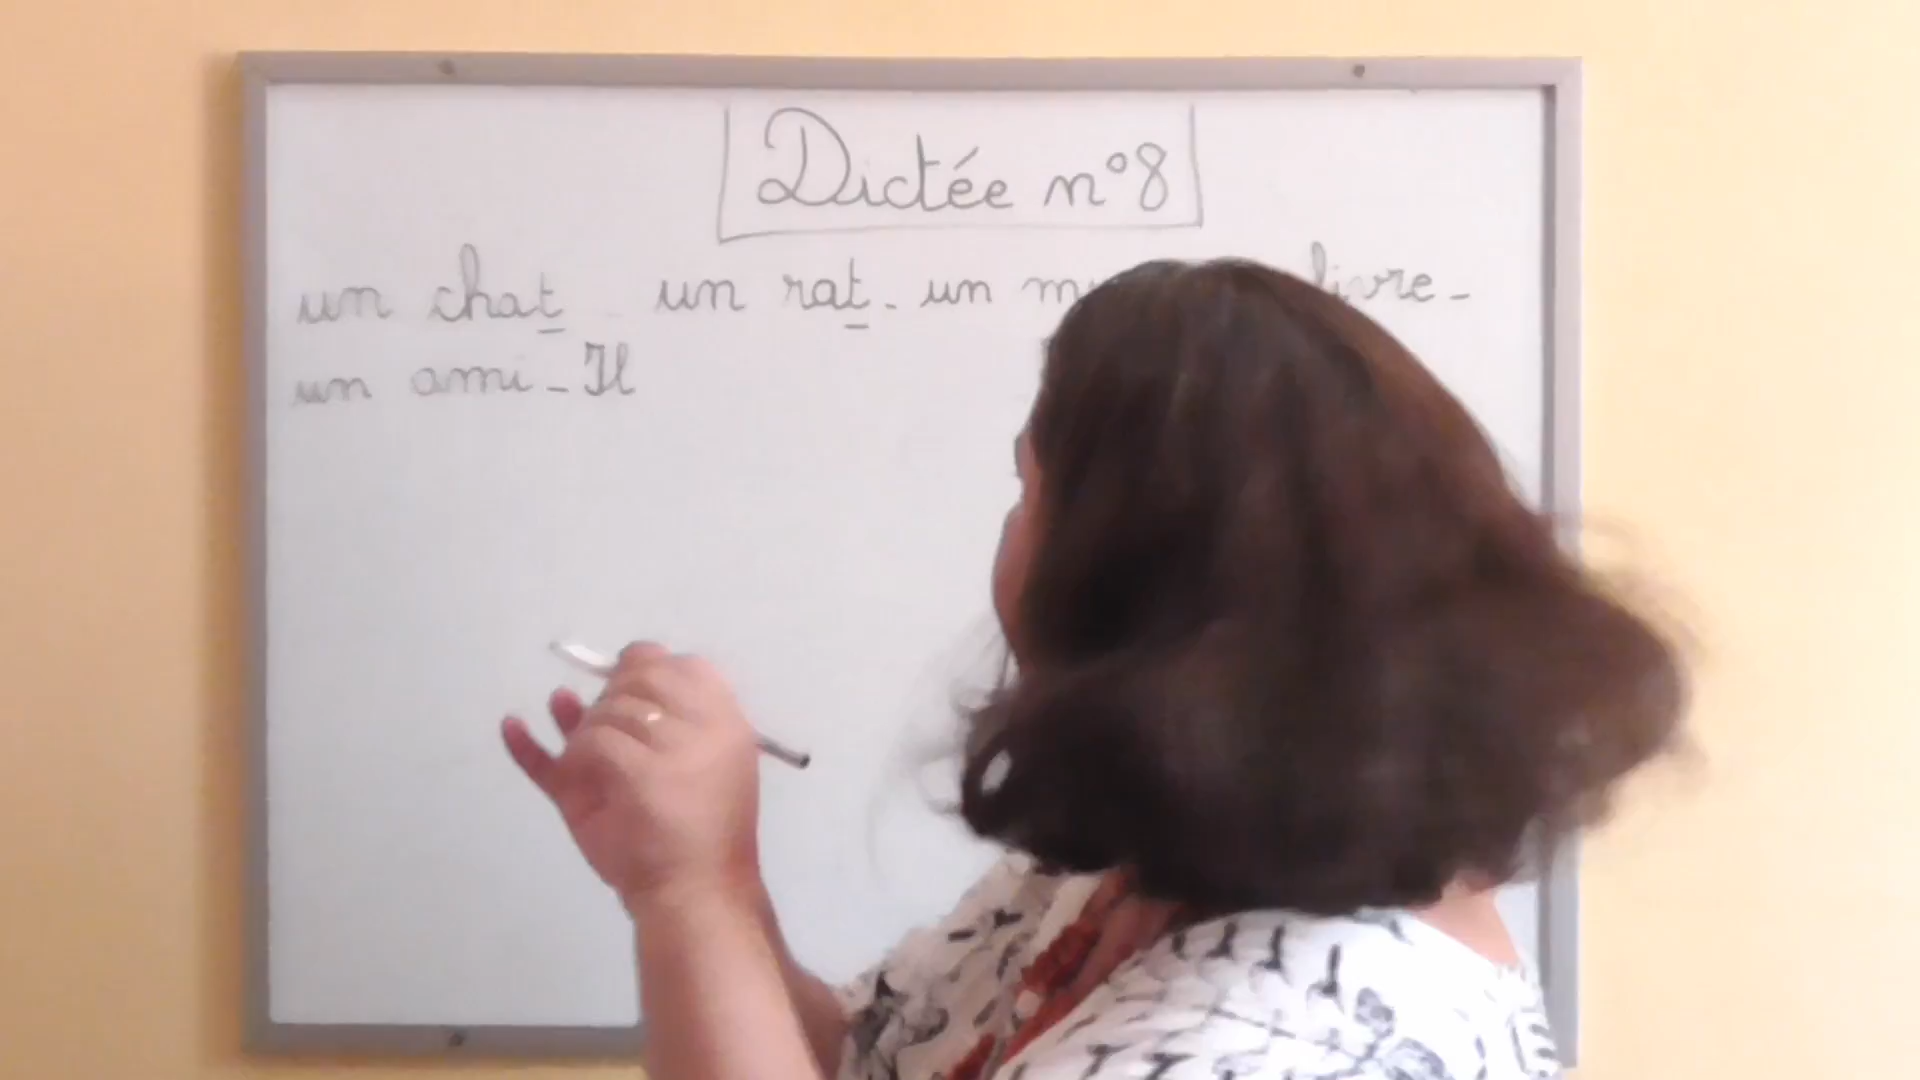 Dictée n°8
un chat un rat - un livre -
un ami - Il